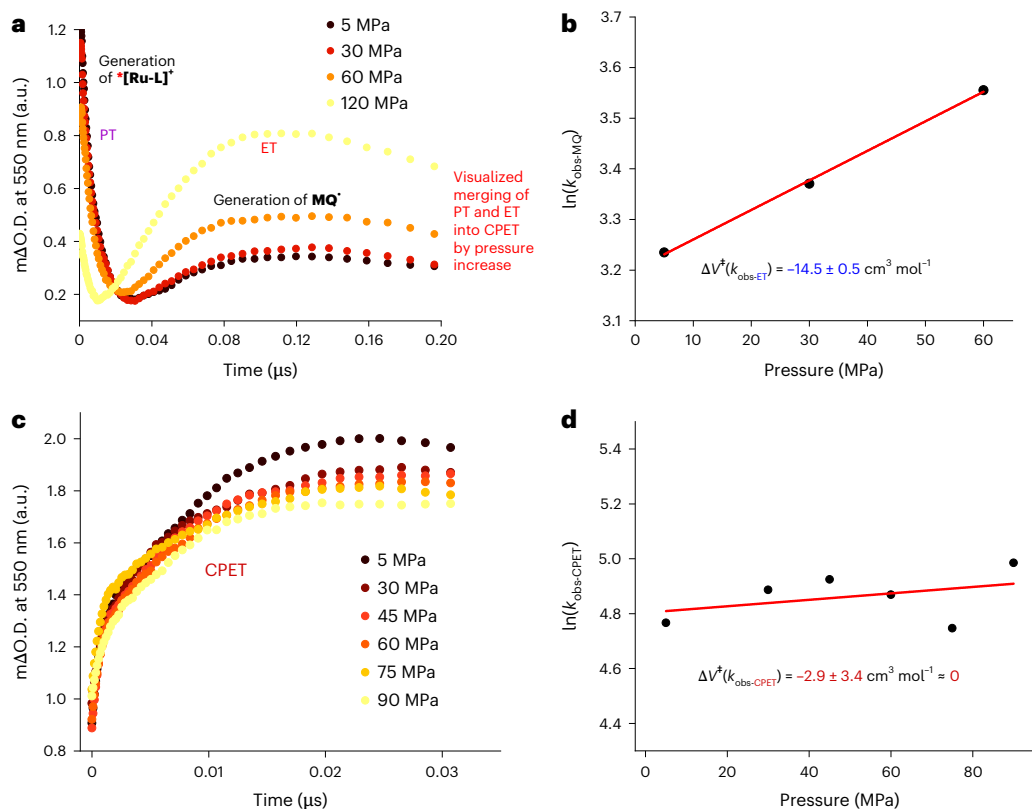 a
mΔO.D. at 550 nm (a.u.)
1.2
1.0
0.8
0.6
0.4
0.2
0
0.04
0.08
0.12
0.16
0.20
Time (μs)
Generation
of *[Ru-L]⁺
PT
5 MPa
30 MPa
60 MPa
120 MPa
ET
Generation of MQ•
Visualized
merging of
PT and ET
into CPET
by pressure
increase
b
ln(k_obs-MQ)
3.7
3.6
3.5
3.4
3.3
3.2
3.1
0
10
20
30
40
50
60
Pressure (MPa)
ΔV‡(k_obs-ET) = −14.5 ± 0.5 cm³ mol⁻¹
c
mΔO.D. at 550 nm (a.u.)
2.0
1.8
1.6
1.4
1.2
1.0
0.8
0
0.01
0.02
0.03
Time (μs)
CPET
5 MPa
30 MPa
45 MPa
60 MPa
75 MPa
90 MPa
d
ln(k_obs-CPET)
5.4
5.2
5.0
4.8
4.6
4.4
0
20
40
60
80
Pressure (MPa)
ΔV‡(k_obs-CPET) = −2.9 ± 3.4 cm³ mol⁻¹ ≈ 0